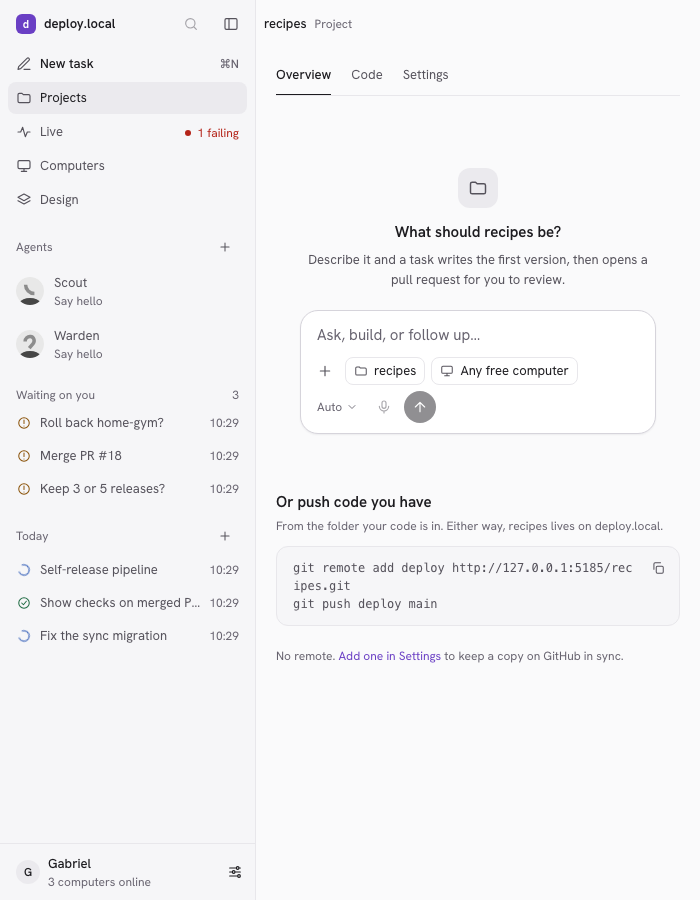 d deploy.local
New task ⌘N
Projects
Live 1 failing
Computers
Design
Agents
Scout
Say hello
Warden
Say hello
Waiting on you 3
Roll back home-gym? 10:29
Merge PR #18 10:29
Keep 3 or 5 releases? 10:29
Today
Self-release pipeline 10:29
Show checks on merged P… 10:29
Fix the sync migration 10:29
G
Gabriel
3 computers online
recipes Project
Overview Code Settings
What should recipes be?
Describe it and a task writes the first version, then opens a
pull request for you to review.
Ask, build, or follow up…
recipes Any free computer
Auto
Or push code you have
From the folder your code is in. Either way, recipes lives on deploy.local.
git remote add deploy http://127.0.0.1:5185/rec
ipes.git
git push deploy main
No remote. Add one in Settings to keep a copy on GitHub in sync.